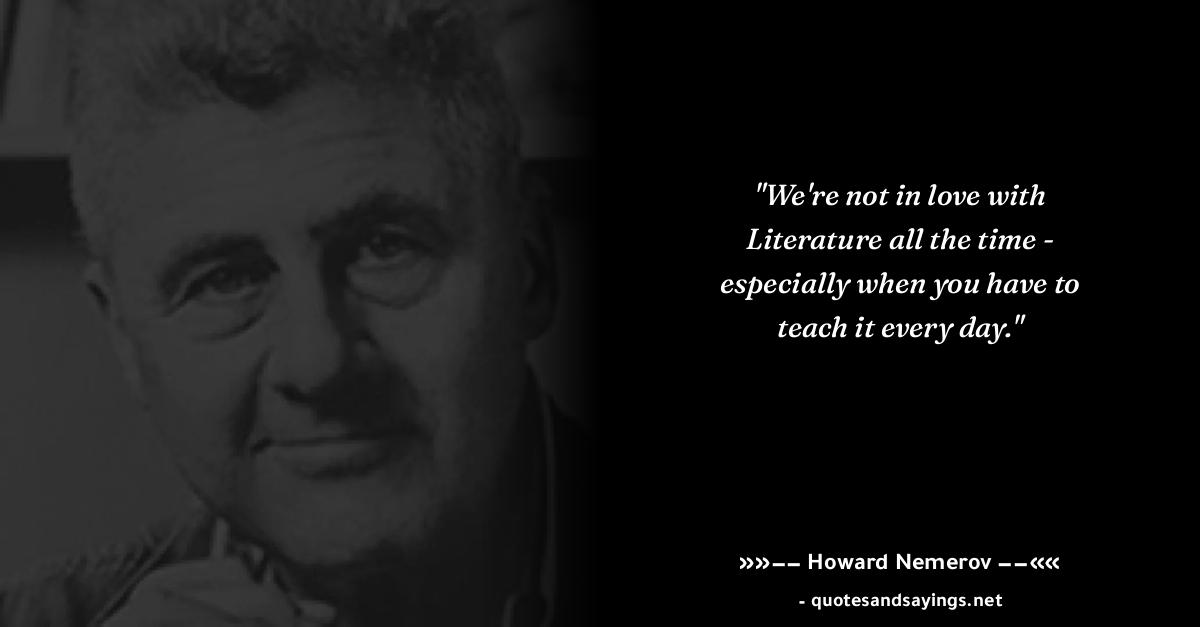 "We're not in love with
Literature all the time -
especially when you have to
teach it every day."
»»-- Howard Nemerov --««
- quotesandsayings.net